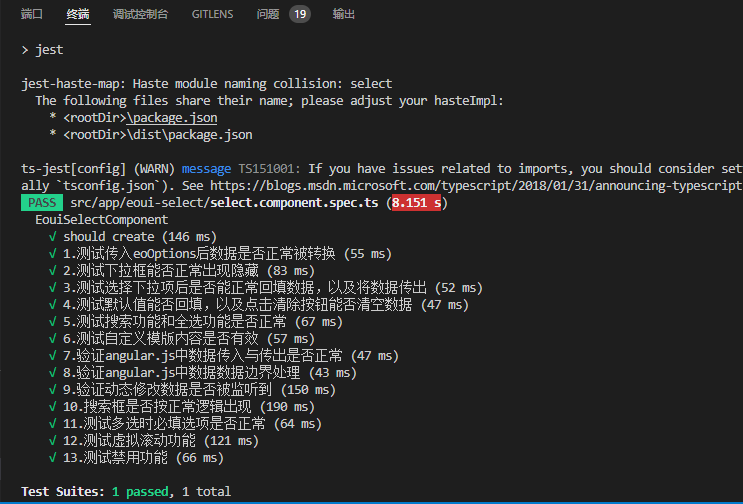 端口 终端 调试控制台 GITLENS 问题 19 输出
> jest
jest-haste-map: Haste module naming collision: select
The following files share their name; please adjust your hasteImpl:
* <rootDir>\package.json
* <rootDir>\dist\package.json
ts-jest[config] (WARN) message TS151001: If you have issues related to imports, you should consider set
ally `tsconfig.json`). See https://blogs.msdn.microsoft.com/typescript/2018/01/31/announcing-typescript
PASS src/app/eoui-select/select.component.spec.ts (8.151 s)
EouiSelectComponent
√ should create (146 ms)
√ 1.测试传入eoOptions后数据是否正常被转换 (55 ms)
√ 2.测试下拉框能否正常出现隐藏 (83 ms)
√ 3.测试选择下拉项后是否能正常回填数据，以及将数据传出 (52 ms)
√ 4.测试默认值能否回填，以及点击清除按钮能否清空数据 (47 ms)
√ 5.测试搜索功能和全选功能是否正常 (67 ms)
√ 6.测试自定义模版内容是否有效 (57 ms)
√ 7.验证angular.js中数据传入与传出是否正常 (47 ms)
√ 8.验证angular.js中数据数据边界处理 (43 ms)
√ 9.验证动态修改数据是否被监听到 (150 ms)
√ 10.搜索框是否按正常逻辑出现 (190 ms)
√ 11.测试多选时必填选项是否正常 (64 ms)
√ 12.测试虚拟滚动功能 (121 ms)
√ 13.测试禁用功能 (66 ms)
Test Suites: 1 passed, 1 total